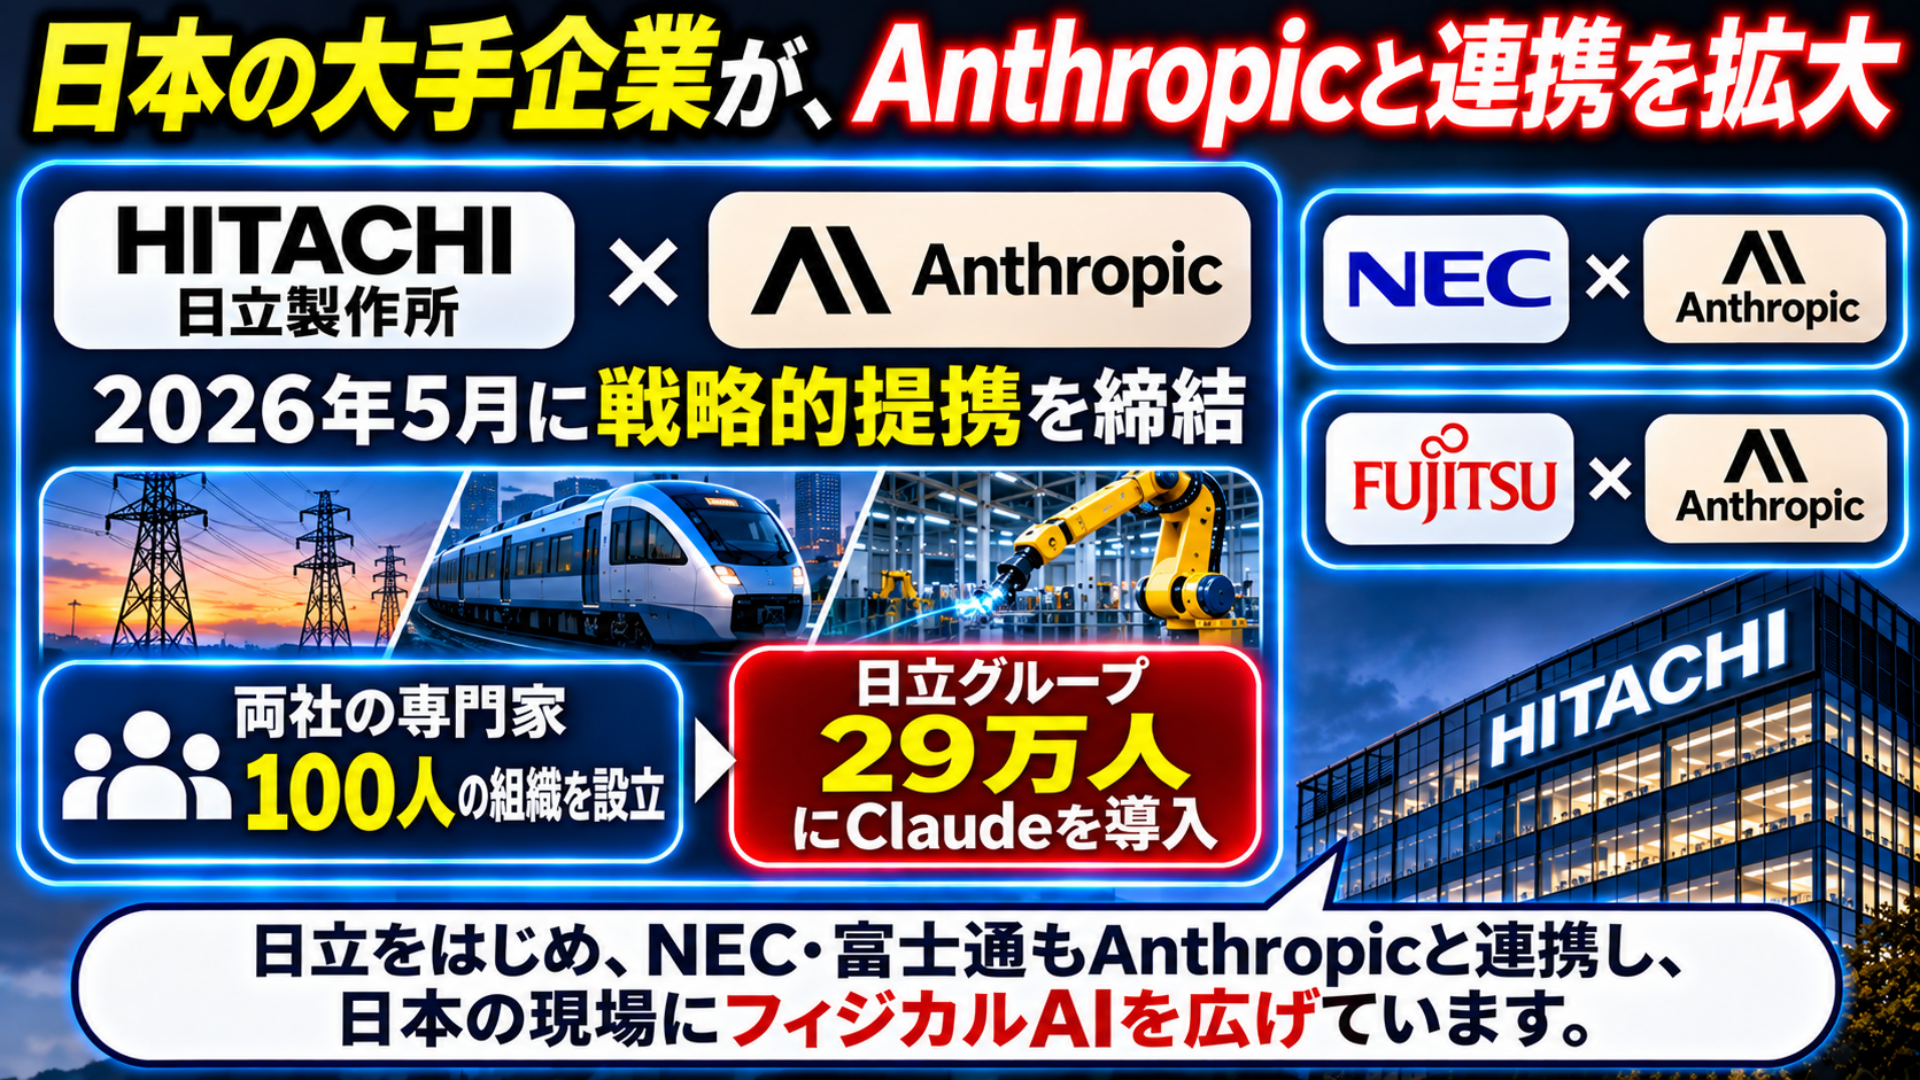 日本の大手企業が、Anthropicと連携を拡大
HITACHI
日立製作所
×
Anthropic
2026年5月に戦略的提携を締結
両社の専門家
100人の組織を設立
日立グループ
29万人
にClaudeを導入
NEC
×
Anthropic
FUJITSU
×
Anthropic
HITACHI
日立をはじめ、NEC・富士通もAnthropicと連携し、
日本の現場にフィジカルAIを広げています。